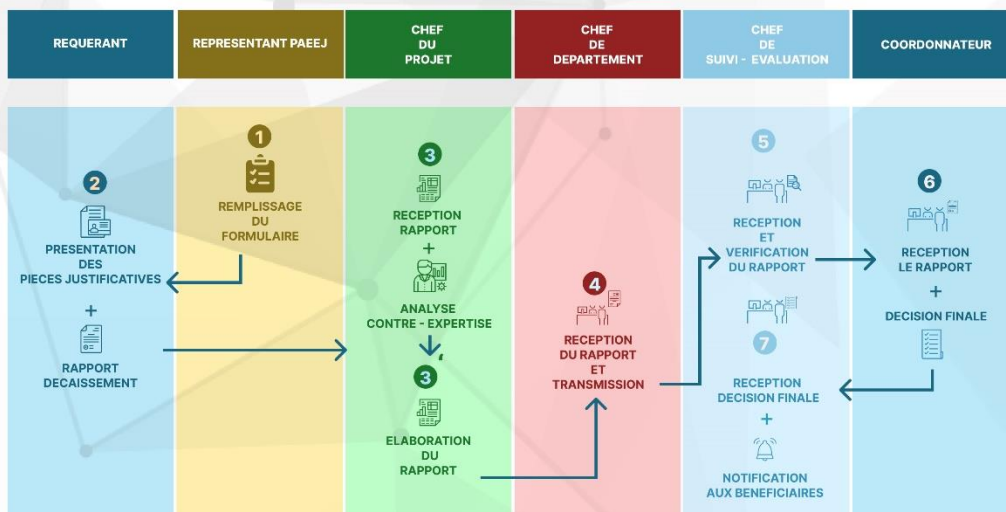 REQUERANT
REPRESENTANT PAEEJ
CHEF
DU
PROJET
CHEF
DE
DEPARTEMENT
CHEF
DE
SUIVI - EVALUATION
COORDONNATEUR
2
PRESENTATION
DES
PIECES JUSTIFICATIVES
+
RAPPORT
DECAISSEMENT
1
REMPLISSAGE
DU
FORMULAIRE
3
RECEPTION
RAPPORT
+
ANALYSE
CONTRE - EXPERTISE
3'
ELABORATION
DU
RAPPORT
4
RECEPTION
DU RAPPORT
ET
TRANSMISSION
5
RECEPTION
ET
VERIFICATION
DU RAPPORT
7
RECEPTION
DECISION FINALE
+
NOTIFICATION
AUX BENEFICIAIRES
6
RECEPTION
LE RAPPORT
+
DECISION FINALE